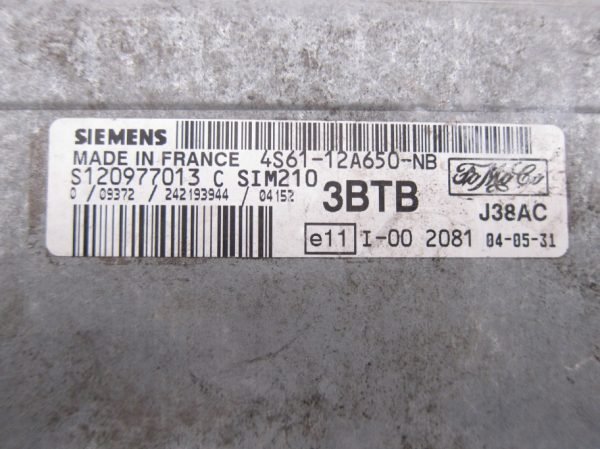 SIEMENS
MADE IN FRANCE 4S61-12A650-NB
S120977013 C SIM210
0 / 09372 / 242193944 / 04152
3BTB
FoMoCo
J38AC
e11 I-00 2081 04-05-31